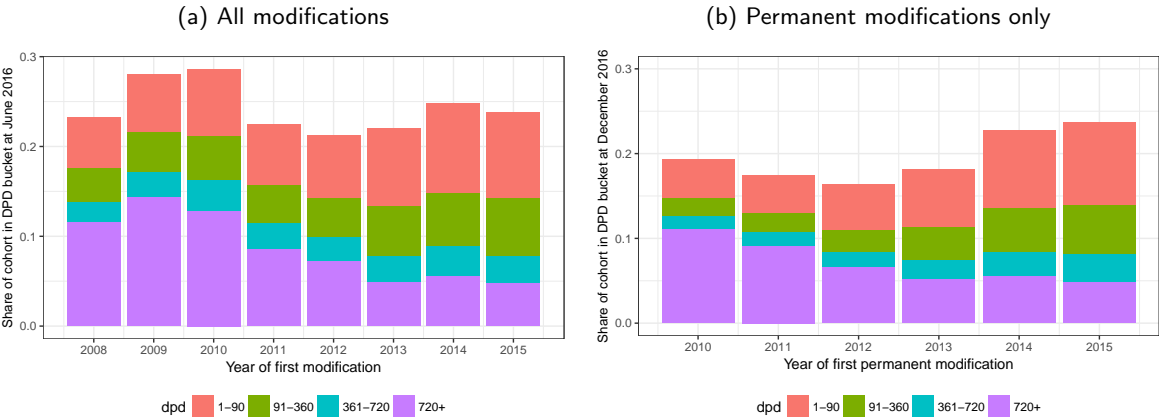 (a) All modifications
Share of cohort in DPD bucket at June 2016
0.3
0.2
0.1
0.0
2008 2009 2010 2011 2012 2013 2014 2015
Year of first modification
dpd 1−90 91−360 361−720 720+
(b) Permanent modifications only
Share of cohort in DPD bucket at December 2016
0.3
0.2
0.1
0.0
2010 2011 2012 2013 2014 2015
Year of first permanent modification
dpd 1−90 91−360 361−720 720+